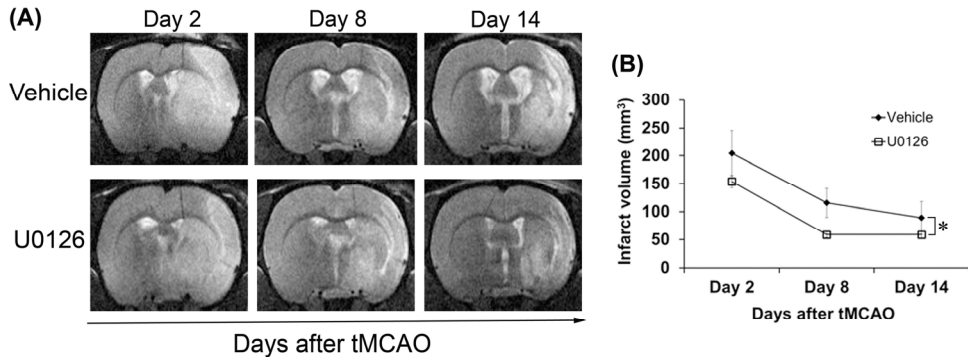 (A)
Day 2 Day 8 Day 14
Vehicle
U0126
Days after tMCAO
(B)
Infarct volume (mm³)
300
250
200
150
100
50
0
Vehicle
U0126
*
Day 2 Day 8 Day 14
Days after tMCAO